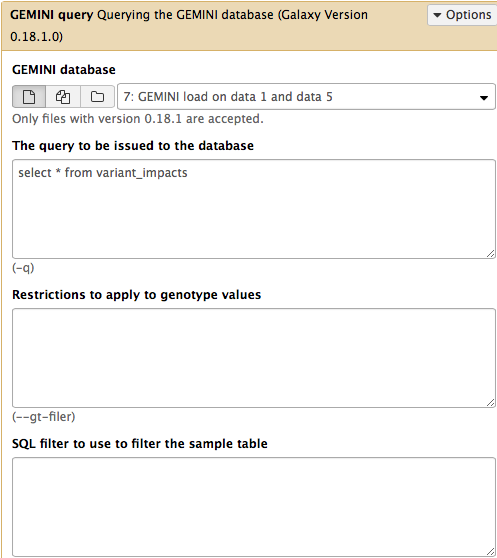 GEMINI query Querying the GEMINI database (Galaxy Version
0.18.1.0)
Options
GEMINI database
7: GEMINI load on data 1 and data 5
Only files with version 0.18.1 are accepted.
The query to be issued to the database
select * from variant_impacts
(-q)
Restrictions to apply to genotype values
(--gt-filer)
SQL filter to use to filter the sample table